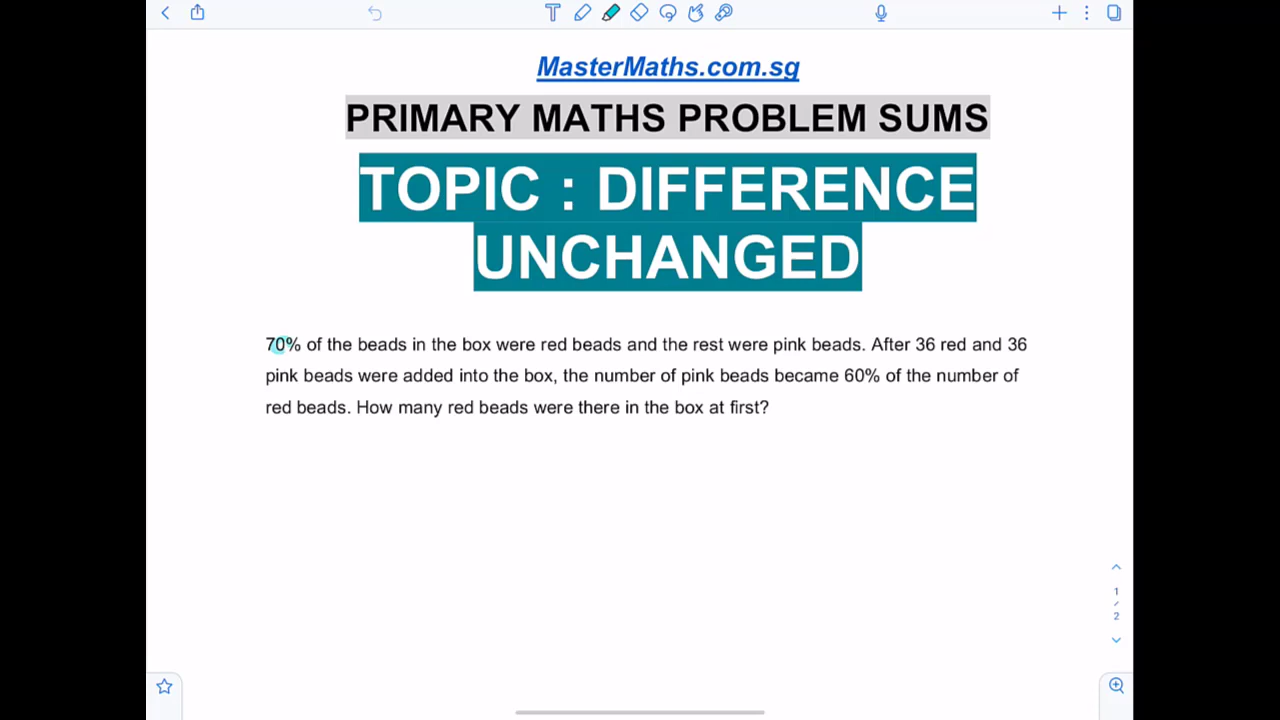 MasterMaths.com.sg
PRIMARY MATHS PROBLEM SUMS
TOPIC : DIFFERENCE
UNCHANGED
70% of the beads in the box were red beads and the rest were pink beads. After 36 red and 36
pink beads were added into the box, the number of pink beads became 60% of the number of
red beads. How many red beads were there in the box at first?
1
/
2